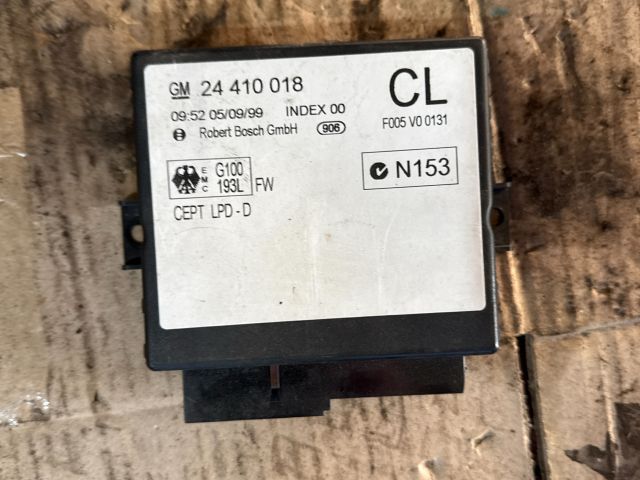 GM 24 410 018
CL
09:52 05/09/99 INDEX 00
Robert Bosch GmbH 906
F005 V0 0131
EMC G100 193L FW
N153
CEPT LPD - D